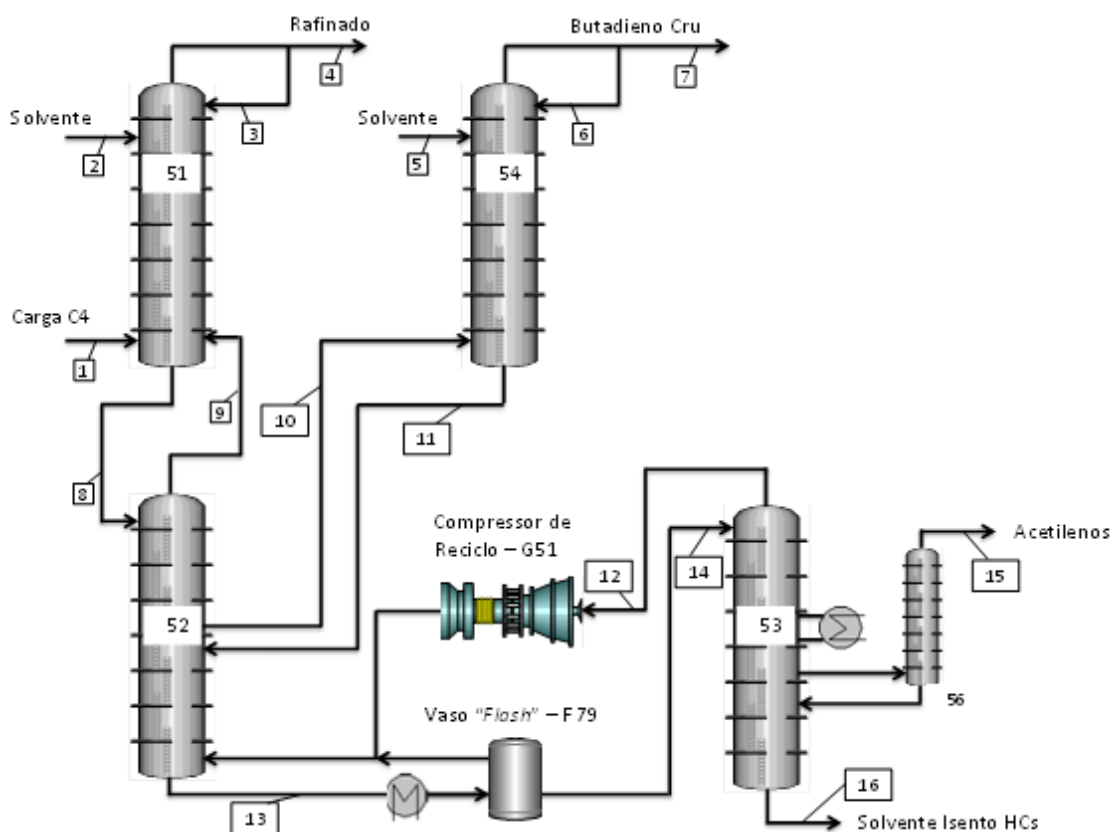 Rafinado
4
Butadieno Cru
7
Solvente
2
3
Solvente
5
6
51
54
Carga C4
1
9
10
11
8
Compressor de
Reciclo – G51
12
14
Acetilenos
15
52
53
56
Vaso "Flash" – F79
13
16
Solvente Isento HCs